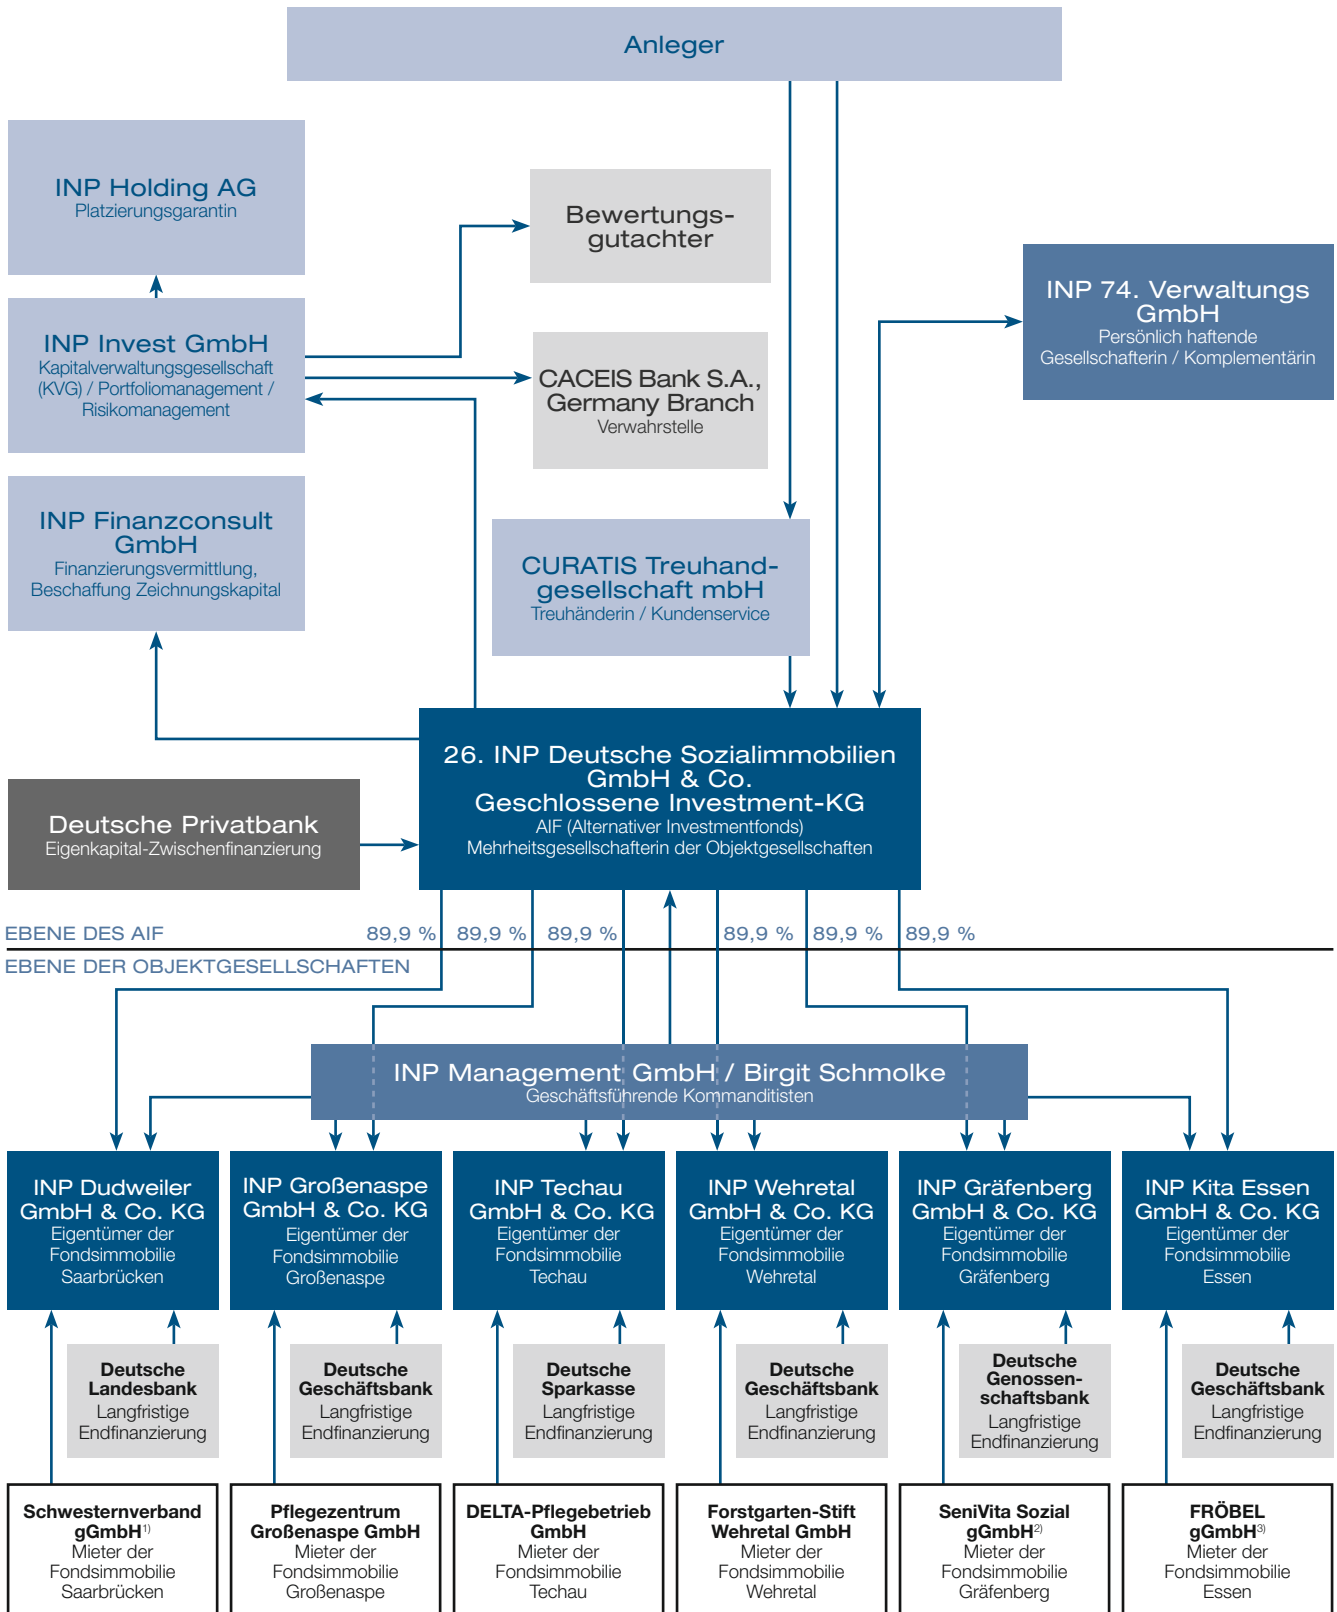 Anleger
INP Holding AG
Platzierungsgarantin
Bewertungs-
gutachter
INP 74. Verwaltungs
GmbH
Persönlich haftende
Gesellschafterin / Komplementärin
INP Invest GmbH
Kapitalverwaltungsgesellschaft
(KVG) / Portfoliomanagement /
Risikomanagement
CACEIS Bank S.A.,
Germany Branch
Verwahrstelle
INP Finanzconsult
GmbH
Finanzierungsvermittlung,
Beschaffung Zeichnungskapital
CURATIS Treuhand-
gesellschaft mbH
Treuhänderin / Kundenservice
26. INP Deutsche Sozialimmobilien
GmbH & Co.
Geschlossene Investment-KG
AIF (Alternativer Investmentfonds)
Mehrheitsgesellschafterin der Objektgesellschaften
Deutsche Privatbank
Eigenkapital-Zwischenfinanzierung
EBENE DES AIF 89,9 % 89,9 % 89,9 % 89,9 % 89,9 % 89,9 %
EBENE DER OBJEKTGESELLSCHAFTEN
INP Management GmbH / Birgit Schmolke
Geschäftsführende Kommanditisten
INP Dudweiler
GmbH & Co. KG
Eigentümer der
Fondsimmobilie
Saarbrücken
INP Großenaspe
GmbH & Co. KG
Eigentümer der
Fondsimmobilie
Großenaspe
INP Techau
GmbH & Co. KG
Eigentümer der
Fondsimmobilie
Techau
INP Wehretal
GmbH & Co. KG
Eigentümer der
Fondsimmobilie
Wehretal
INP Gräfenberg
GmbH & Co. KG
Eigentümer der
Fondsimmobilie
Gräfenberg
INP Kita Essen
GmbH & Co. KG
Eigentümer der
Fondsimmobilie
Essen
Deutsche
Landesbank
Langfristige
Endfinanzierung
Deutsche
Geschäftsbank
Langfristige
Endfinanzierung
Deutsche
Sparkasse
Langfristige
Endfinanzierung
Deutsche
Geschäftsbank
Langfristige
Endfinanzierung
Deutsche
Genossen-
schaftsbank
Langfristige
Endfinanzierung
Deutsche
Geschäftsbank
Langfristige
Endfinanzierung
Schwesternverband
gGmbH1)
Mieter der
Fondsimmobilie
Saarbrücken
Pflegezentrum
Großenaspe GmbH
Mieter der
Fondsimmobilie
Großenaspe
DELTA-Pflegebetrieb
GmbH
Mieter der
Fondsimmobilie
Techau
Forstgarten-Stift
Wehretal GmbH
Mieter der
Fondsimmobilie
Wehretal
SeniVita Sozial
gGmbH2)
Mieter der
Fondsimmobilie
Gräfenberg
FRÖBEL
gGmbH3)
Mieter der
Fondsimmobilie
Essen